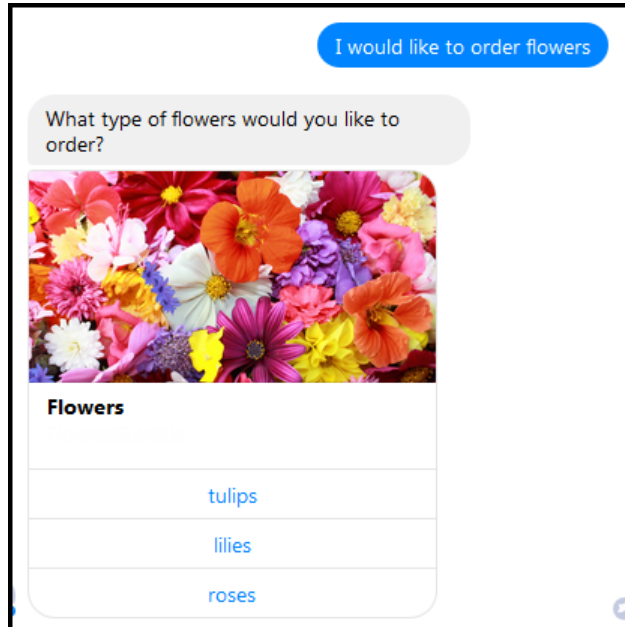 I would like to order flowers
What type of flowers would you like to
order?
Flowers
tulips
lilies
roses